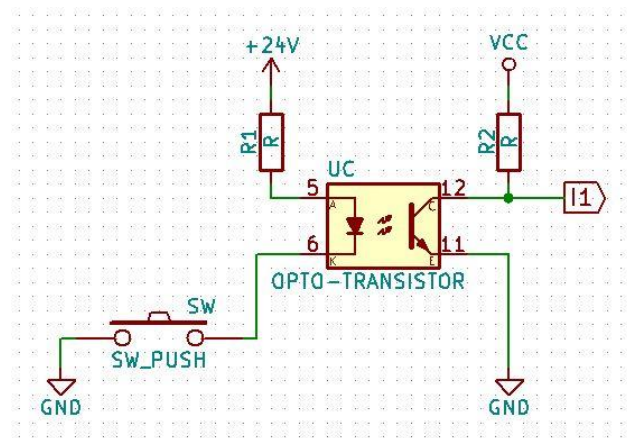 +24V
VCC
R1
R
R2
R
UC
5
12
I1
A
C
6
11
K
E
OPTO-TRANSISTOR
SW
SW_PUSH
GND
GND